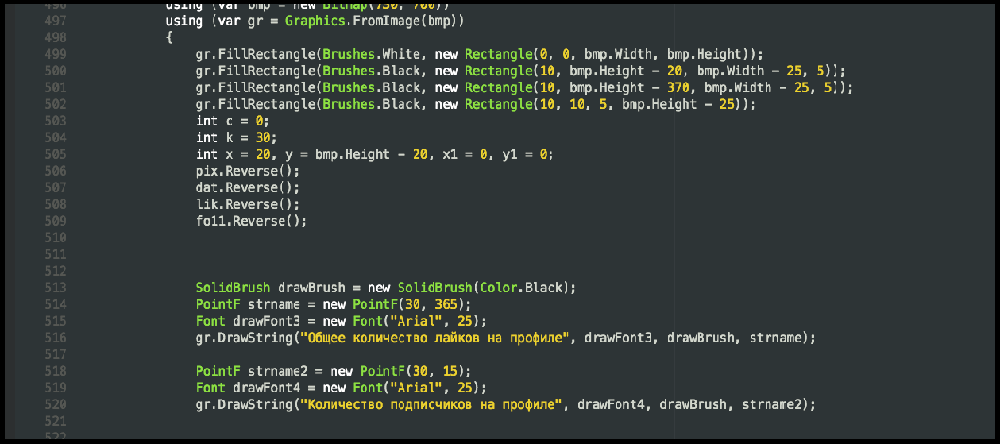 496 using (var bmp = new Bitmap(730, 700))
497 using (var gr = Graphics.FromImage(bmp))
498 {
499 gr.FillRectangle(Brushes.White, new Rectangle(0, 0, bmp.Width, bmp.Height));
500 gr.FillRectangle(Brushes.Black, new Rectangle(10, bmp.Height - 20, bmp.Width - 25, 5));
501 gr.FillRectangle(Brushes.Black, new Rectangle(10, bmp.Height - 370, bmp.Width - 25, 5));
502 gr.FillRectangle(Brushes.Black, new Rectangle(10, 10, 5, bmp.Height - 25));
503 int c = 0;
504 int k = 30;
505 int x = 20, y = bmp.Height - 20, x1 = 0, y1 = 0;
506 pix.Reverse();
507 dat.Reverse();
508 lik.Reverse();
509 fo11.Reverse();
510
511
512
513 SolidBrush drawBrush = new SolidBrush(Color.Black);
514 PointF strname = new PointF(30, 365);
515 Font drawFont3 = new Font("Arial", 25);
516 gr.DrawString("Общее количество лайков на профиле", drawFont3, drawBrush, strname);
517
518 PointF strname2 = new PointF(30, 15);
519 Font drawFont4 = new Font("Arial", 25);
520 gr.DrawString("Количество подписчиков на профиле", drawFont4, drawBrush, strname2);
521
522